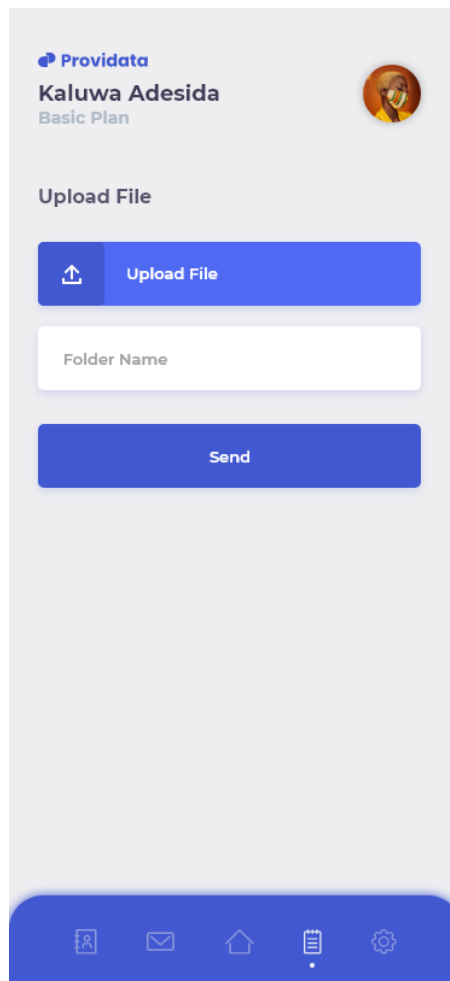 Providata
Kaluwa Adesida
Basic Plan
Upload File
Upload File
Folder Name
Send